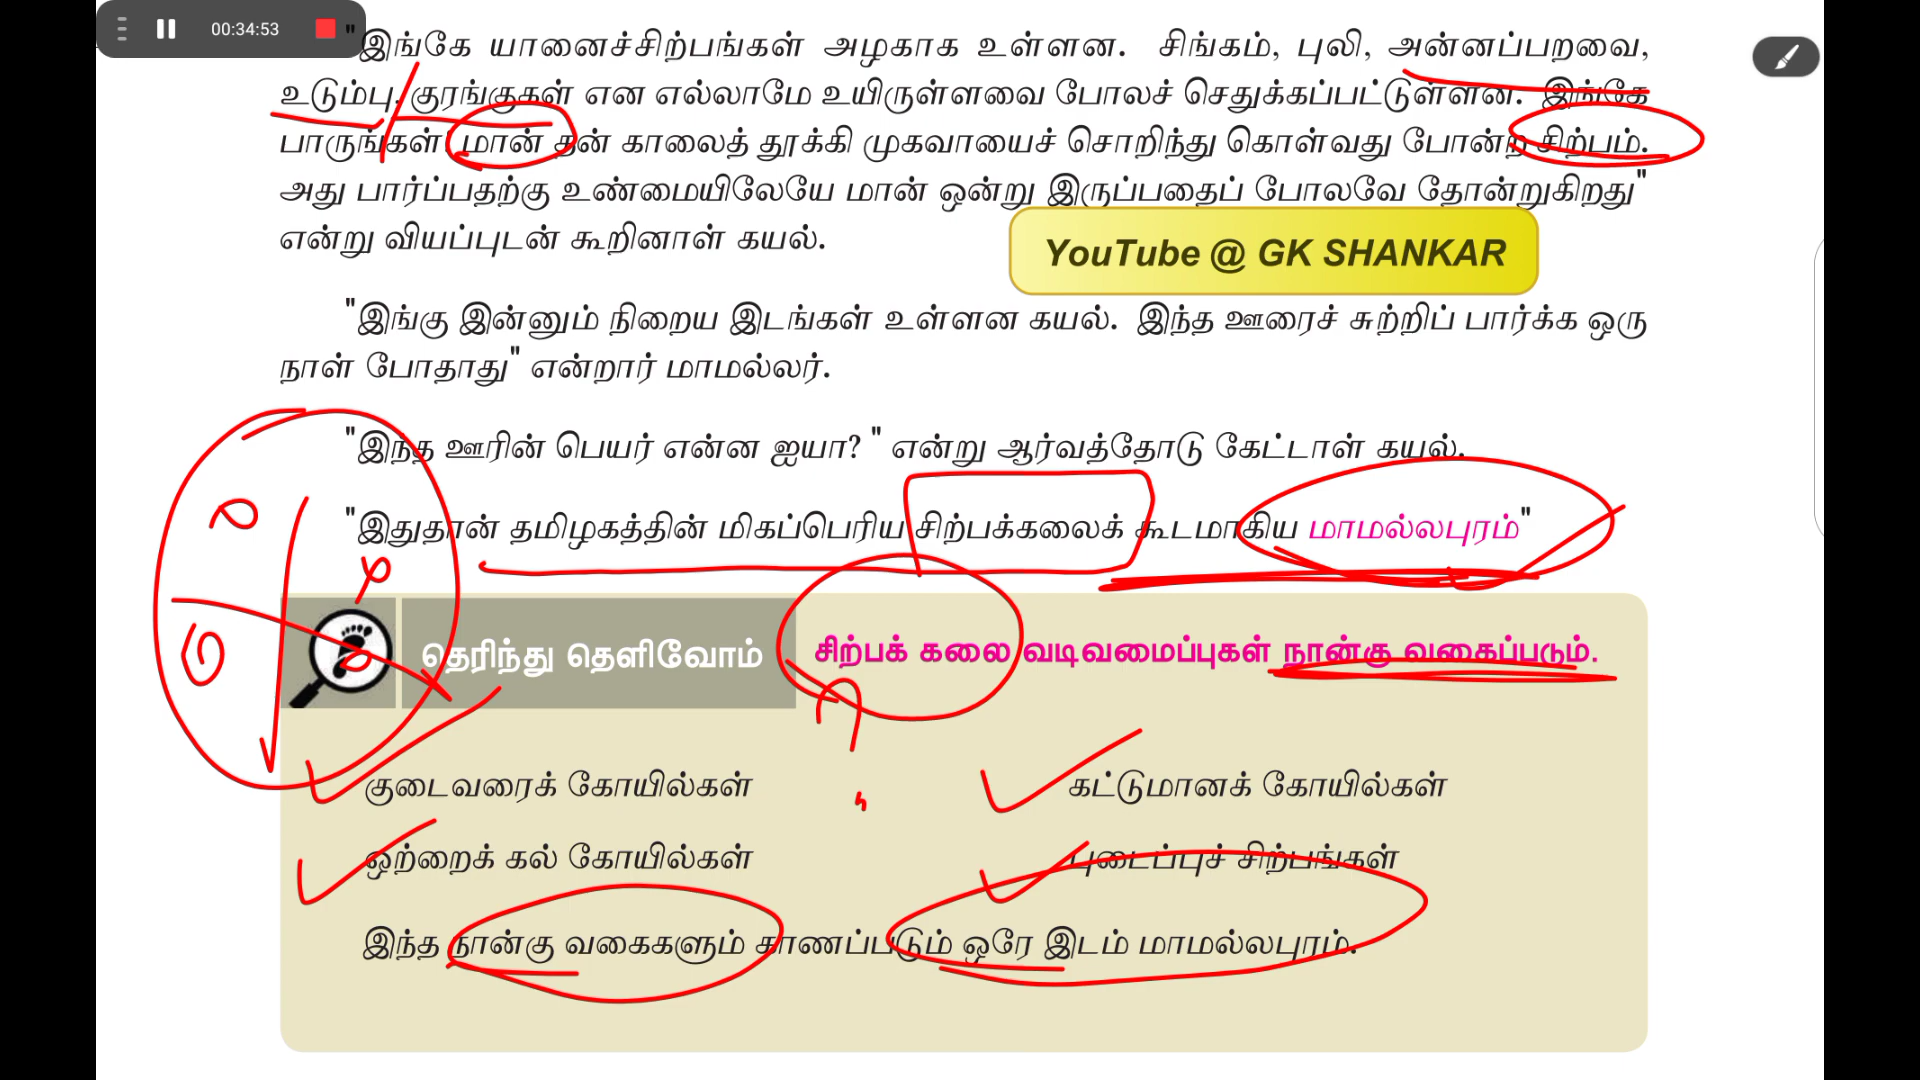 00:34:53
"இங்கே யானைச்சிற்பங்கள் அழகாக உள்ளன. சிங்கம், புலி, அன்னப்பறவை,
உடும்பு, குரங்குகள் என எல்லாமே உயிருள்ளவை போலச் செதுக்கப்பட்டுள்ளன. இங்கே
பாருங்கள்! மான் தன் காலைத் தூக்கி முகவாயைச் சொறிந்து கொள்வது போன்ற சிற்பம்.
அது பார்ப்பதற்கு உண்மையிலேயே மான் ஒன்று இருப்பதைப் போலவே தோன்றுகிறது"
என்று வியப்புடன் கூறினாள் கயல்.
YouTube @ GK SHANKAR
"இங்கு இன்னும் நிறைய இடங்கள் உள்ளன கயல். இந்த ஊரைச் சுற்றிப் பார்க்க ஒரு
நாள் போதாது" என்றார் மாமல்லர்.
"இந்த ஊரின் பெயர் என்ன ஐயா? " என்று ஆர்வத்தோடு கேட்டாள் கயல்.
"இதுதான் தமிழகத்தின் மிகப்பெரிய சிற்பக்கலைக் கூடமாகிய மாமல்லபுரம்"
தெரிந்து தெளிவோம் சிற்பக் கலை வடிவமைப்புகள் நான்கு வகைப்படும்.
குடைவரைக் கோயில்கள் கட்டுமானக் கோயில்கள்
ஒற்றைக் கல் கோயில்கள் புடைப்புச் சிற்பங்கள்
இந்த நான்கு வகைகளும் காணப்படும் ஒரே இடம் மாமல்லபுரம்.